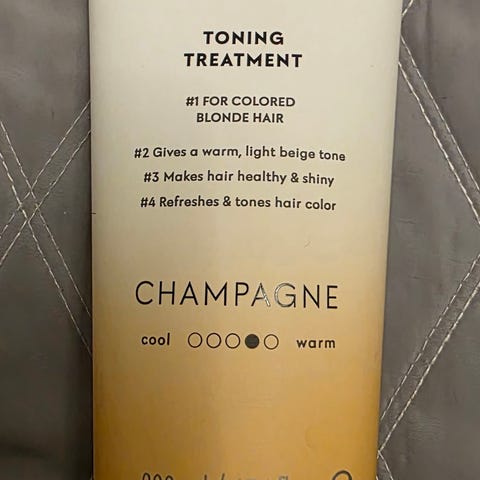 TONING
TREATMENT
#1 FOR COLORED
BLONDE HAIR
#2 Gives a warm, light beige tone
#3 Makes hair healthy & shiny
#4 Refreshes & tones hair color
CHAMPAGNE
cool warm